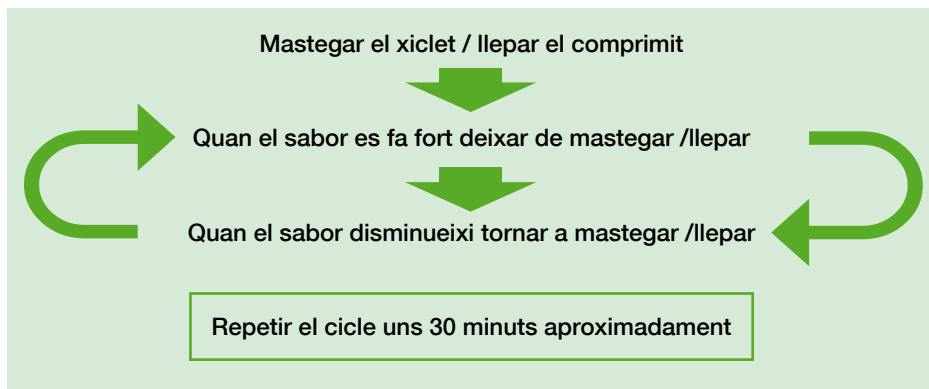 Mastegar el xiclet / llepar el comprimit
Quan el sabor es fa fort deixar de mastegar /llepar
Quan el sabor disminueixi tornar a mastegar /llepar
Repetir el cicle uns 30 minuts aproximadament